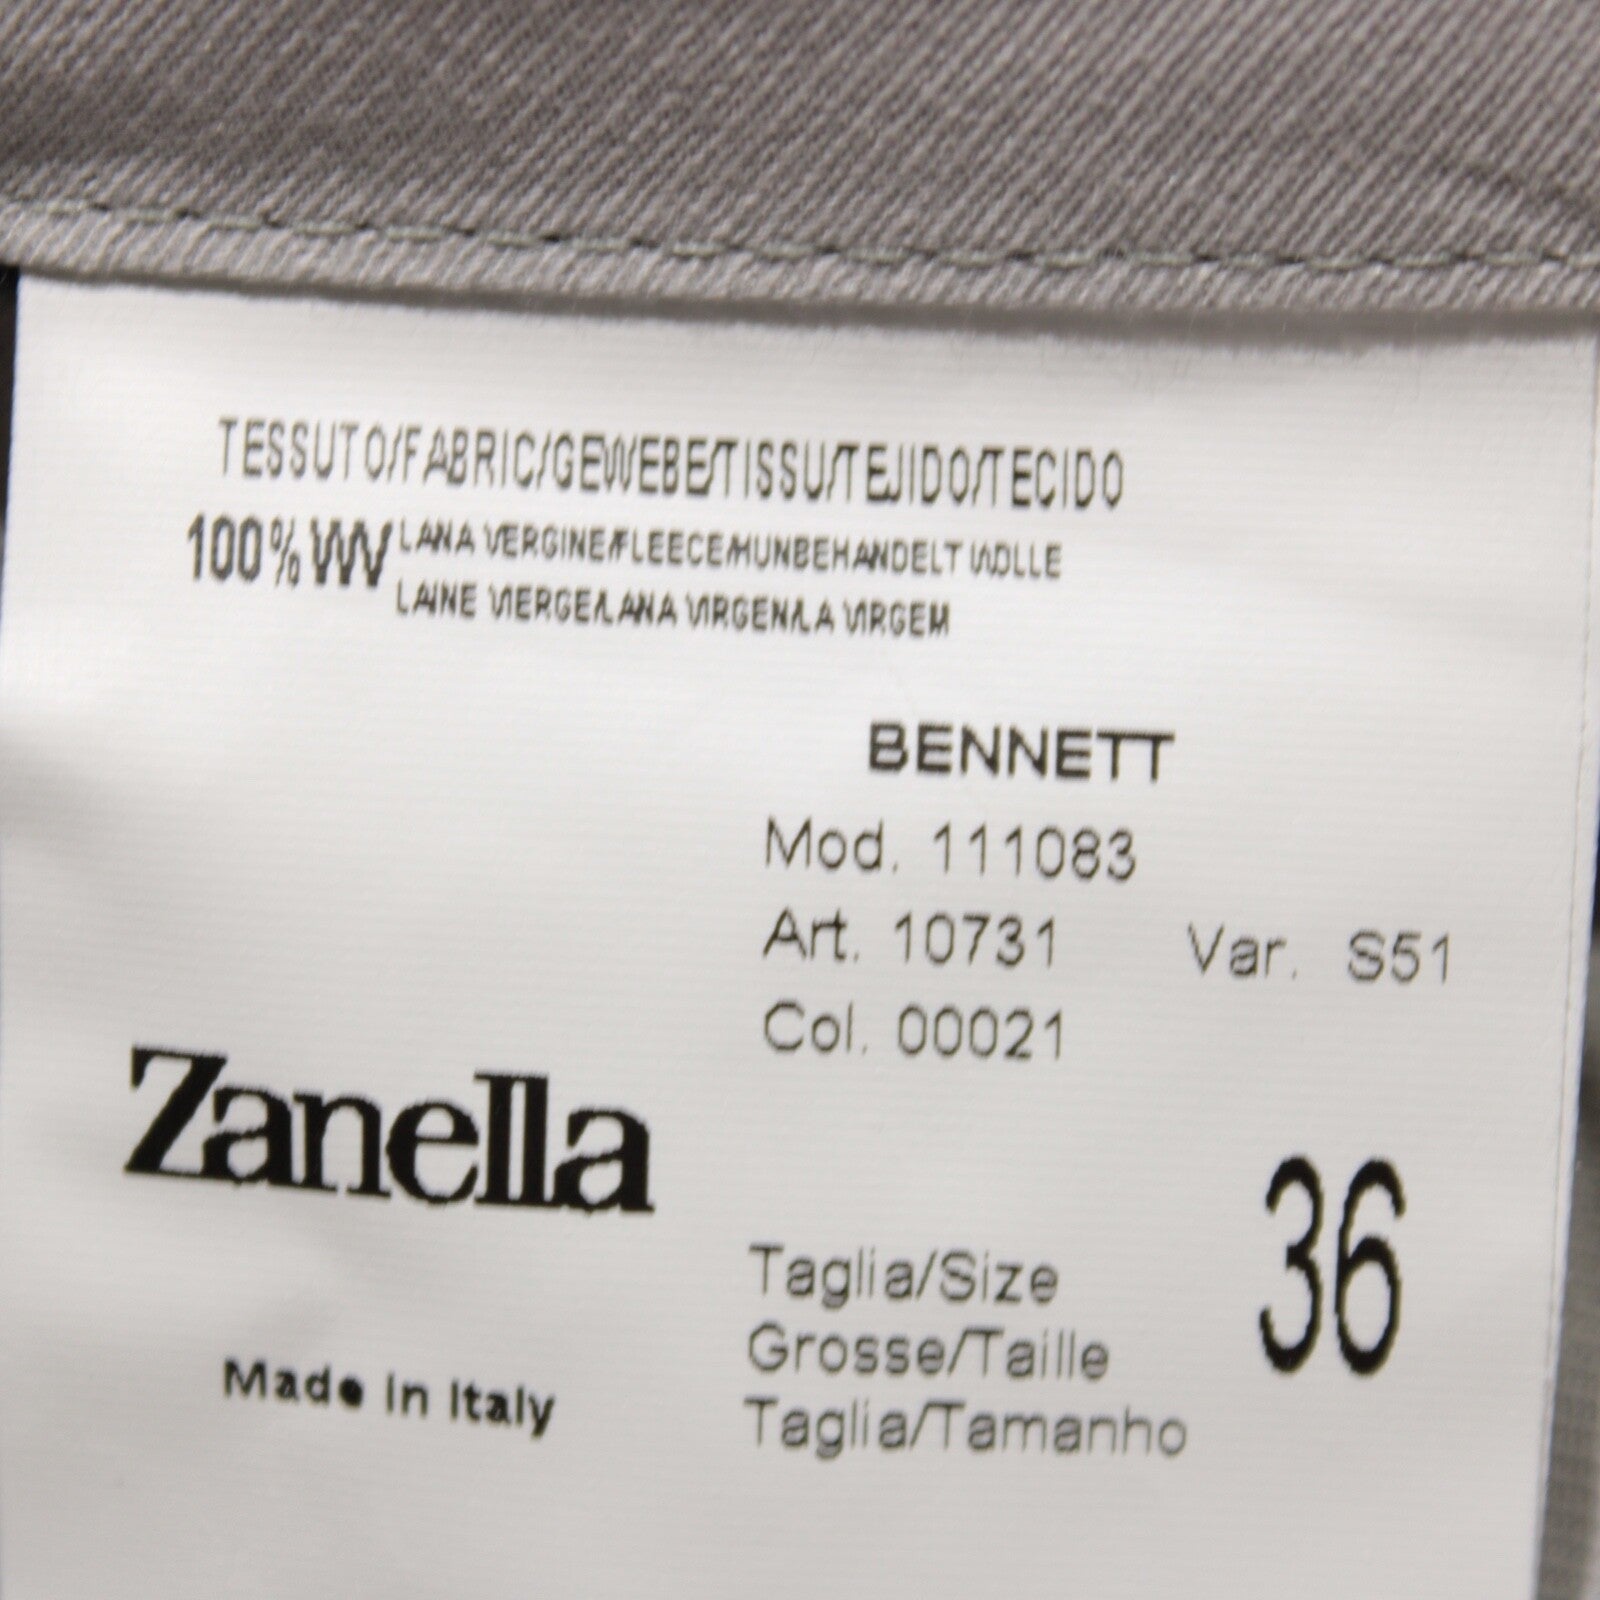 TESSUTO/FABRIC/GEWEBE/TISSU/TEJIDO/TECIDO
100% WV LANA VERGINE/FLEECE/HUNBEHANDELT WOLLE
LAINE VIERGE/LANA VIRGEN/LA VIRGEM
BENNETT
Mod. 111083
Art. 10731 Var. S51
Col. 00021
Zanella
36
Taglia/Size
Grosse/Taille
Taglia/Tamanho
Made in Italy